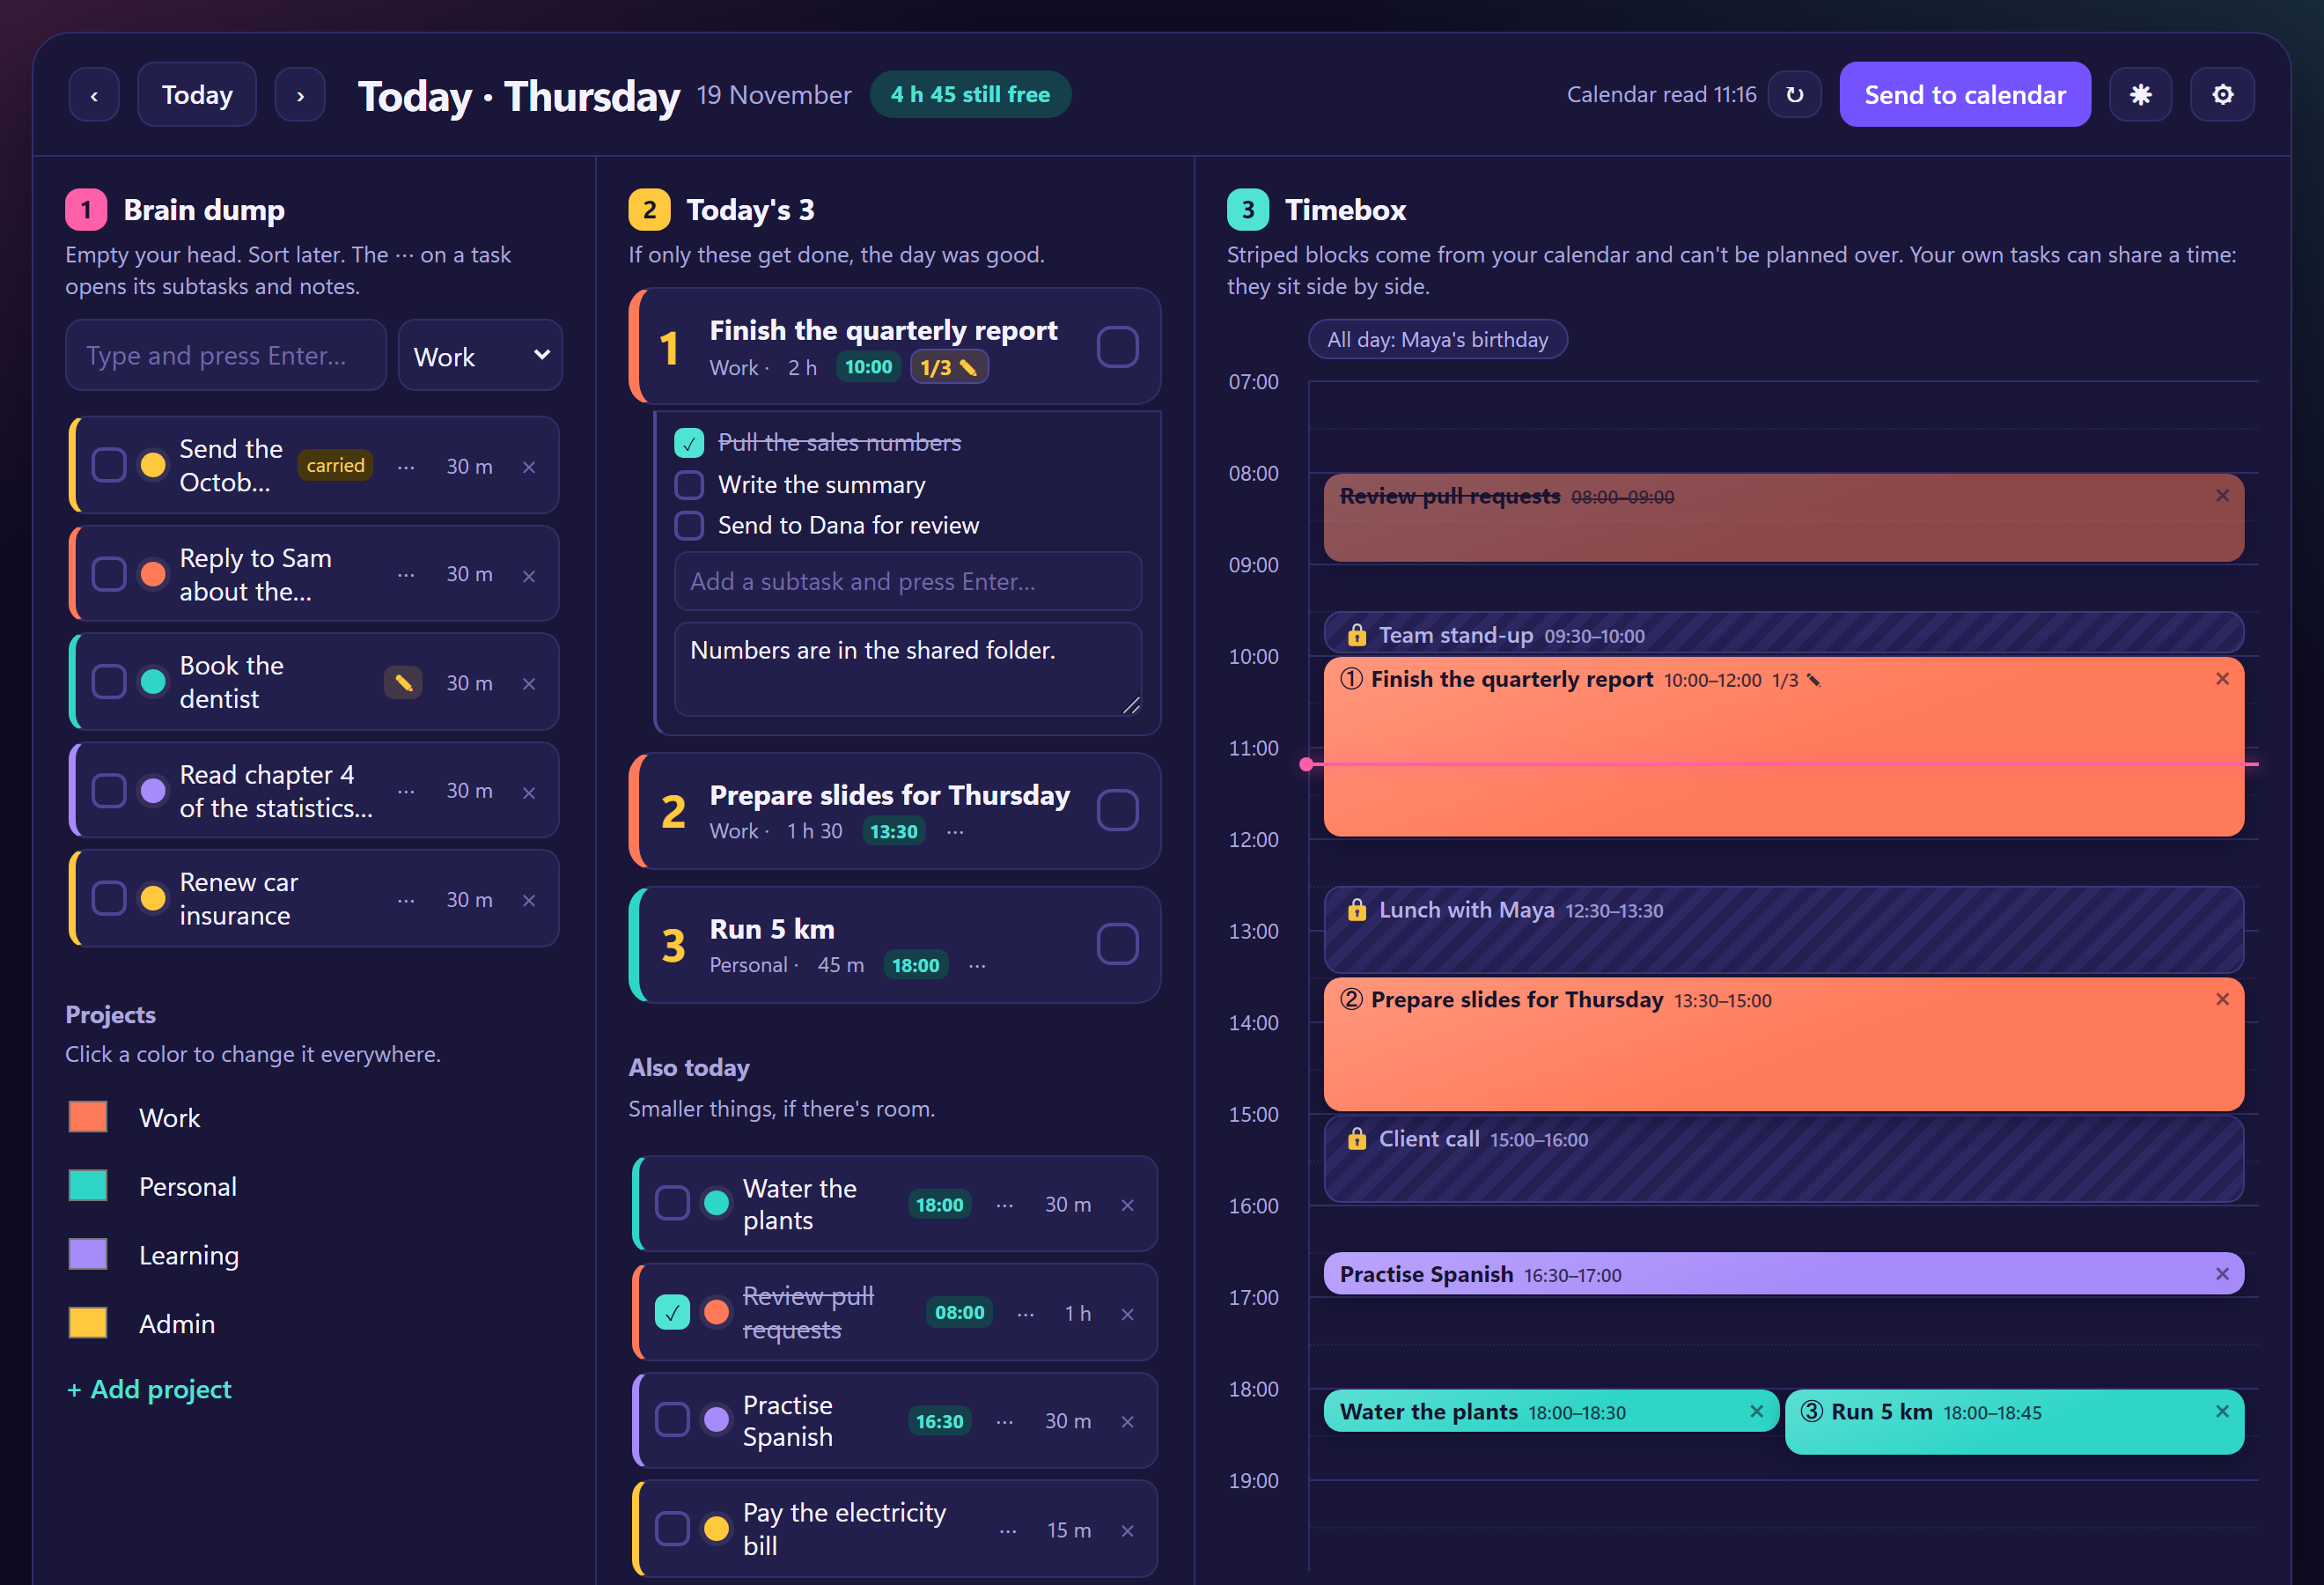 ‹ Today › Today · Thursday 19 November 4 h 45 still free Calendar read 11:16 ↻ Send to calendar
1 Brain dump
Empty your head. Sort later. The ··· on a task
opens its subtasks and notes.
Type and press Enter... Work
Send the
Octob... carried ··· 30 m ×
Reply to Sam
about the... ··· 30 m ×
Book the
dentist 30 m ×
Read chapter 4
of the statistics... ··· 30 m ×
Renew car
insurance ··· 30 m ×
Projects
Click a color to change it everywhere.
Work
Personal
Learning
Admin
+ Add project
2 Today's 3
If only these get done, the day was good.
1 Finish the quarterly report
Work · 2 h 10:00 1/3
Pull the sales numbers
Write the summary
Send to Dana for review
Add a subtask and press Enter...
Numbers are in the shared folder.
2 Prepare slides for Thursday
Work · 1 h 30 13:30 ···
3 Run 5 km
Personal · 45 m 18:00 ···
Also today
Smaller things, if there's room.
Water the
plants 18:00 ··· 30 m ×
Review pull
requests 08:00 ··· 1 h ×
Practise
Spanish 16:30 ··· 30 m ×
Pay the electricity
bill ··· 15 m ×
3 Timebox
Striped blocks come from your calendar and can't be planned over. Your own tasks can share a time:
they sit side by side.
All day: Maya's birthday
07:00
08:00
Review pull requests 08:00–09:00 ×
09:00
Team stand-up 09:30–10:00
10:00
① Finish the quarterly report 10:00–12:00 1/3 ×
11:00
12:00
Lunch with Maya 12:30–13:30
13:00
② Prepare slides for Thursday 13:30–15:00 ×
14:00
15:00
Client call 15:00–16:00
16:00
Practise Spanish 16:30–17:00 ×
17:00
18:00
Water the plants 18:00–18:30 × ③ Run 5 km 18:00–18:45 ×
19:00